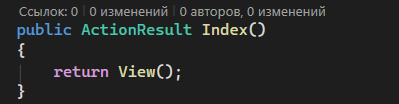 Ссылок: 0 | 0 изменений | 0 авторов, 0 изменений
public ActionResult Index()
{
    return View();
}